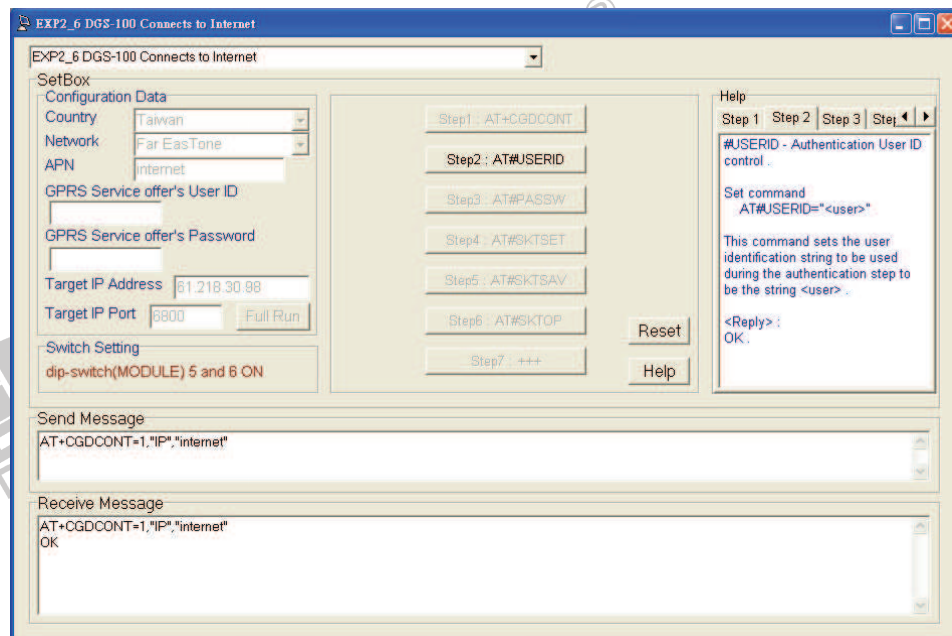 EXP2_6 DGS-100 Connects to Internet
EXP2_6 DGS-100 Connects to Internet
SetBox
Configuration Data
Country Taiwan
Network Far EasTone
APN internet
GPRS Service offer's User ID
GPRS Service offer's Password
Target IP Address 61.218.30.98
Target IP Port 6800 Full Run
Switch Setting
dip-switch(MODULE) 5 and 6 ON
Step1 : AT+CGDCONT
Step2 : AT#USERID
Step3 : AT#PASSW
Step4 : AT#SKTSET
Step5 : AT#SKTSAV
Step6 : AT#SKTOP
Step7 : +++
Reset
Help
Help
Step 1 Step 2 Step 3 Step
#USERID - Authentication User ID
control .
Set command
AT#USERID="<user>"
This command sets the user
identification string to be used
during the authentication step to
be the string <user> .
<Reply> :
OK .
Send Message
AT+CGDCONT=1,"IP","internet"
Receive Message
AT+CGDCONT=1,"IP","internet"
OK